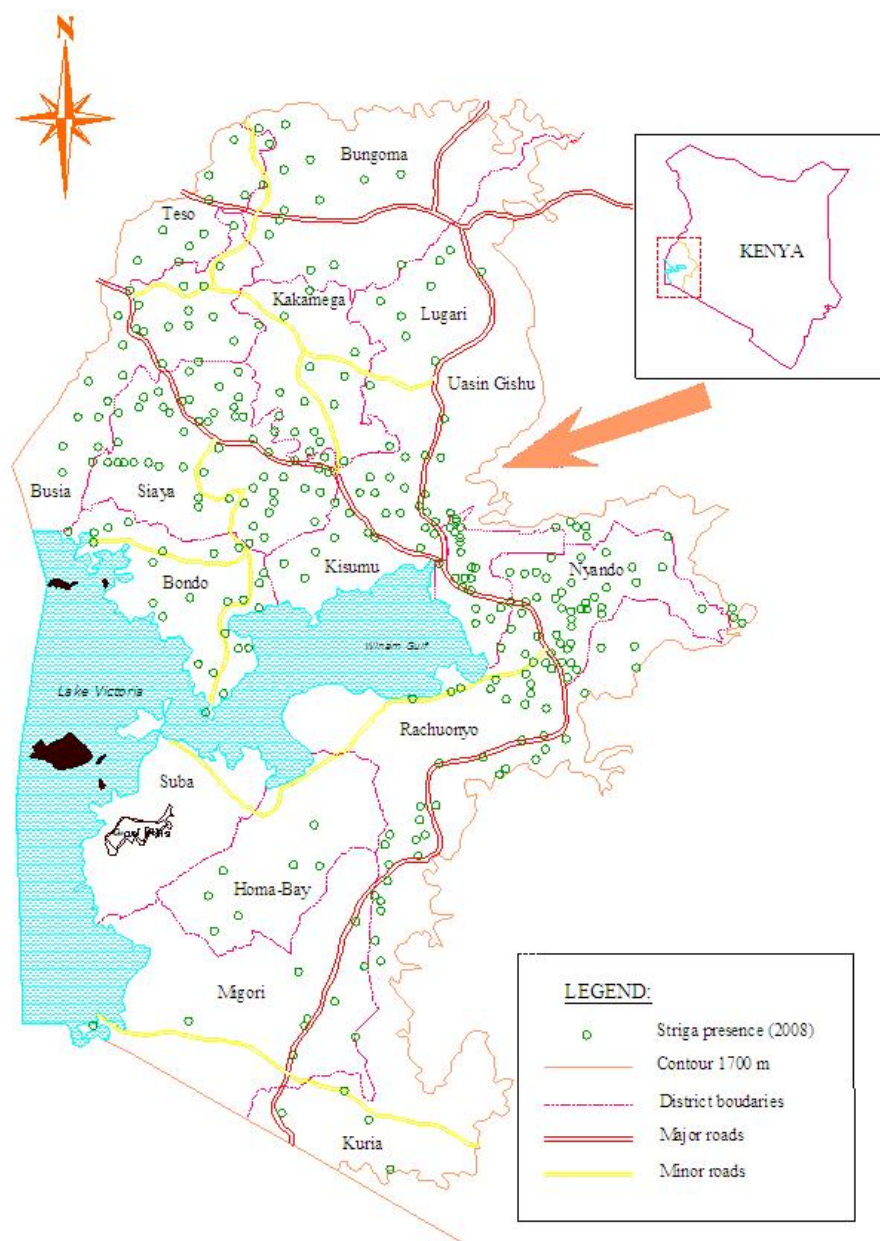 N
Bungoma
Teso
KENYA
Kakamega
Lugari
Uasin Gishu
Busia
Siaya
Bondo
Kisumu
Nyando
Winam Gulf
Lake Victoria
Rachuonyo
Suba
Homa-Bay
Migori
Kuria
LEGEND:
Striga presence (2008)
Contour 1700 m
District boudaries
Major roads
Minor roads